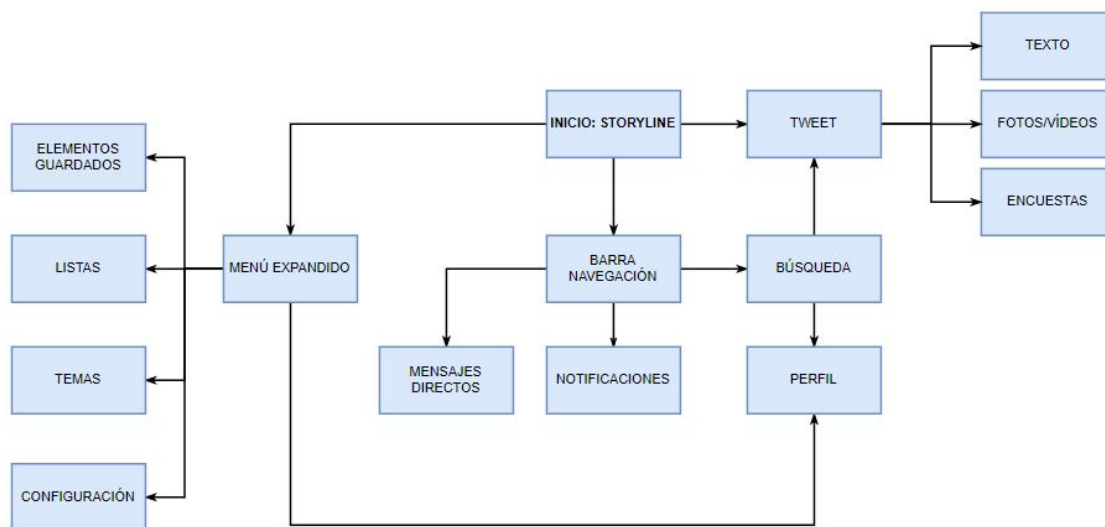 TEXTO
INICIO: STORYLINE
TWEET
FOTOS/VÍDEOS
ELEMENTOS
GUARDADOS
ENCUESTAS
LISTAS
MENÚ EXPANDIDO
BARRA
NAVEGACIÓN
BÚSQUEDA
TEMAS
MENSAJES
DIRECTOS
NOTIFICACIONES
PERFIL
CONFIGURACIÓN